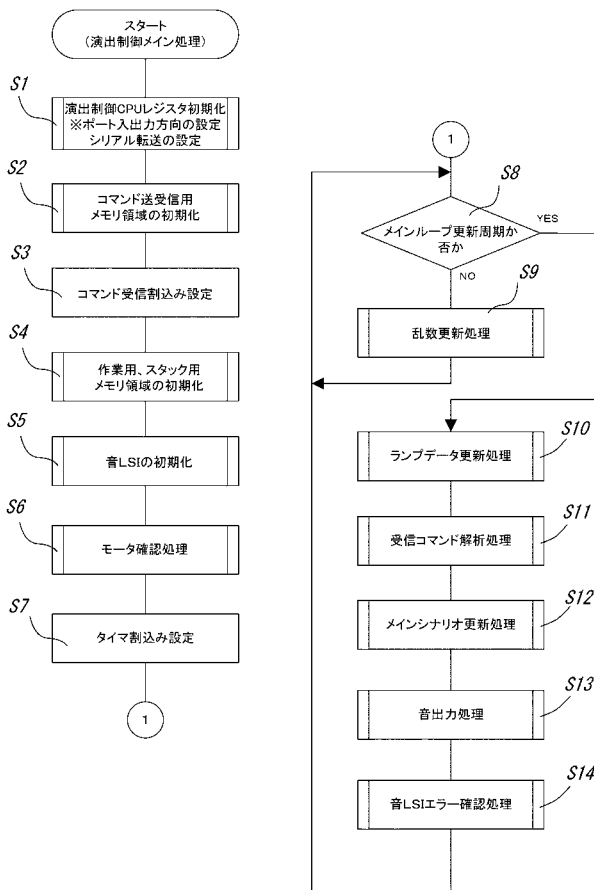 スタート
(演出制御メイン処理)
S1
演出制御CPUレジスタ初期化
※ポート入出力方向の設定
シリアル転送の設定
S2
コマンド送受信用
メモリ領域の初期化
S3
コマンド受信割込み設定
S4
作業用、スタック用
メモリ領域の初期化
S5
音LSIの初期化
S6
モータ確認処理
S7
タイマ割込み設定
1
1
S8
メインループ更新周期か
否か
YES
NO
S9
乱数更新処理
S10
ランプデータ更新処理
S11
受信コマンド解析処理
S12
メインシナリオ更新処理
S13
音出力処理
S14
音LSIエラー確認処理